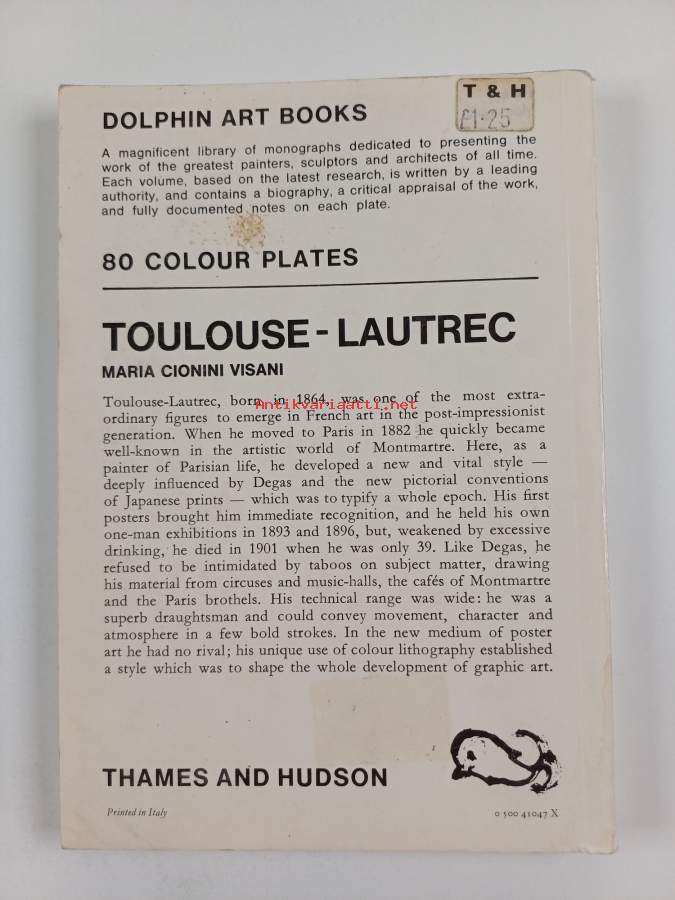 T & H
£1·25
DOLPHIN ART BOOKS
A magnificent library of monographs dedicated to presenting the
work of the greatest painters, sculptors and architects of all time.
Each volume, based on the latest research, is written by a leading
authority, and contains a biography, a critical appraisal of the work,
and fully documented notes on each plate.
80 COLOUR PLATES
TOULOUSE-LAUTREC
MARIA CIONINI VISANI
Toulouse-Lautrec, born in 1864, was one of the most extra-
Antikvariaatti.net
ordinary figures to emerge in French art in the post-impressionist
generation. When he moved to Paris in 1882 he quickly became
well-known in the artistic world of Montmartre. Here, as a
painter of Parisian life, he developed a new and vital style —
deeply influenced by Degas and the new pictorial conventions
of Japanese prints — which was to typify a whole epoch. His first
posters brought him immediate recognition, and he held his own
one-man exhibitions in 1893 and 1896, but, weakened by excessive
drinking, he died in 1901 when he was only 39. Like Degas, he
refused to be intimidated by taboos on subject matter, drawing
his material from circuses and music-halls, the cafés of Montmartre
and the Paris brothels. His technical range was wide: he was a
superb draughtsman and could convey movement, character and
atmosphere in a few bold strokes. In the new medium of poster
art he had no rival; his unique use of colour lithography established
a style which was to shape the whole development of graphic art.
THAMES AND HUDSON
Printed in Italy
0 500 41047 X